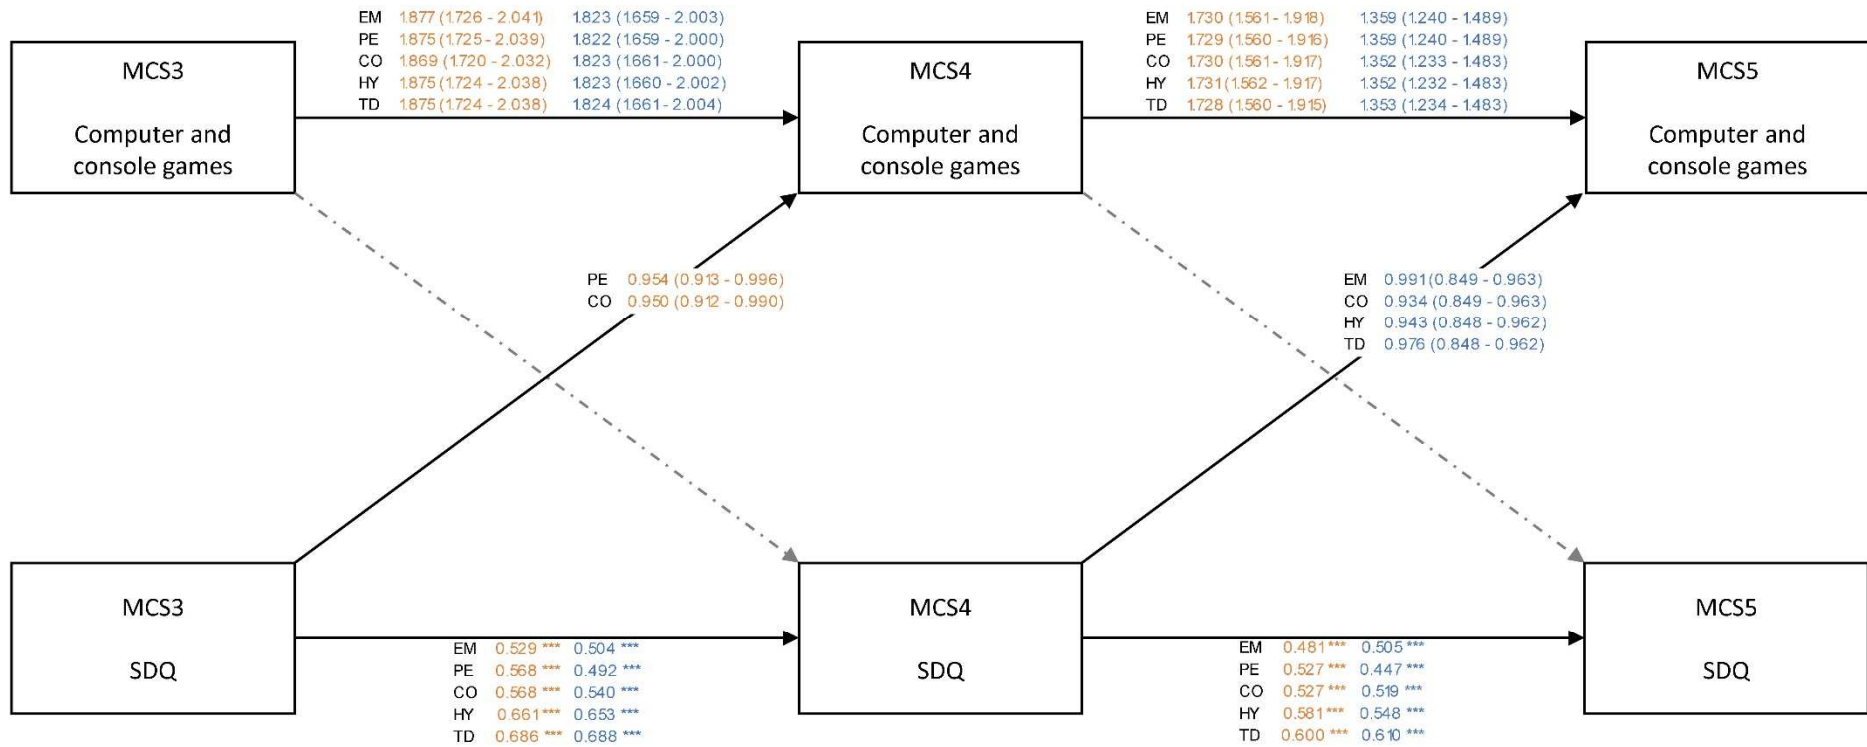 EM 1.877 (1.726 - 2.041) 1.823 (1.659 - 2.003)
PE 1.875 (1.725 - 2.039) 1.822 (1.659 - 2.000)
CO 1.869 (1.720 - 2.032) 1.823 (1.661 - 2.000)
HY 1.875 (1.724 - 2.038) 1.823 (1.660 - 2.002)
TD 1.875 (1.724 - 2.038) 1.824 (1.661 - 2.004)
EM 1.730 (1.561 - 1.918) 1.359 (1.240 - 1.489)
PE 1.729 (1.560 - 1.916) 1.359 (1.240 - 1.489)
CO 1.730 (1.561 - 1.917) 1.352 (1.233 - 1.483)
HY 1.731 (1.562 - 1.917) 1.352 (1.232 - 1.483)
TD 1.728 (1.560 - 1.915) 1.353 (1.234 - 1.483)
MCS3
Computer and
console games
MCS4
Computer and
console games
MCS5
Computer and
console games
PE 0.954 (0.913 - 0.996)
CO 0.950 (0.912 - 0.990)
EM 0.991 (0.849 - 0.963)
CO 0.934 (0.849 - 0.963)
HY 0.943 (0.848 - 0.962)
TD 0.976 (0.848 - 0.962)
MCS3
SDQ
MCS4
SDQ
MCS5
SDQ
EM 0.529 *** 0.504 ***
PE 0.568 *** 0.492 ***
CO 0.568 *** 0.540 ***
HY 0.661 *** 0.653 ***
TD 0.686 *** 0.688 ***
EM 0.481 *** 0.505 ***
PE 0.527 *** 0.447 ***
CO 0.527 *** 0.519 ***
HY 0.581 *** 0.548 ***
TD 0.600 *** 0.610 ***